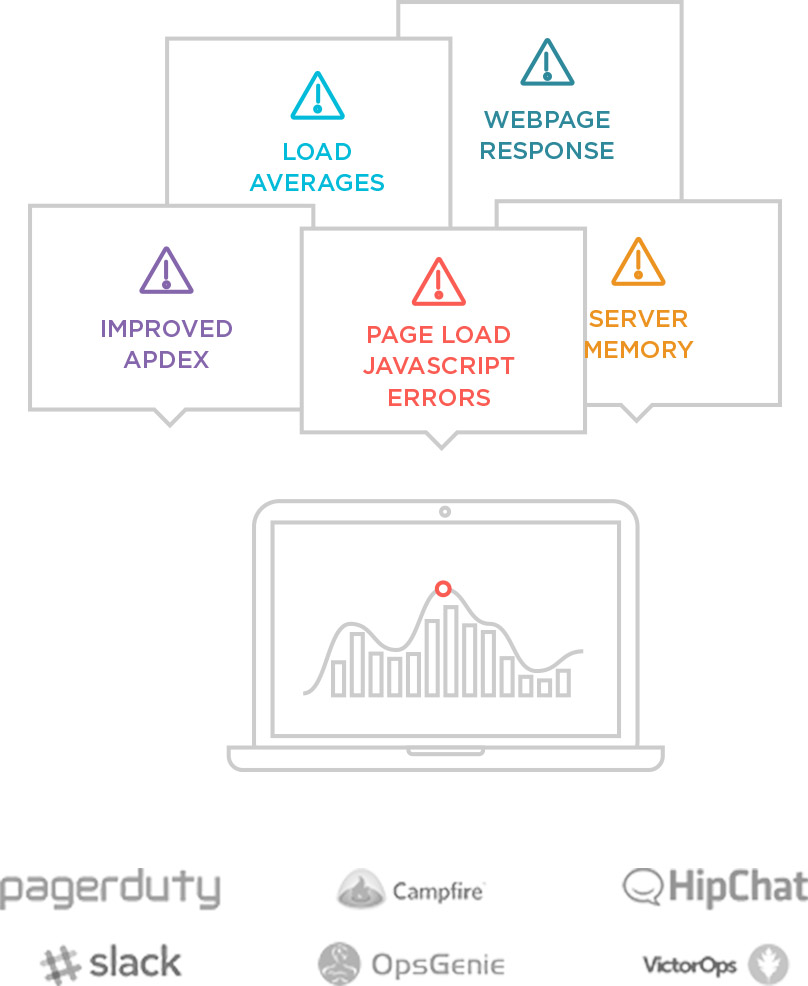 WEBPAGE
RESPONSE
LOAD
AVERAGES
IMPROVED
APDEX
PAGE LOAD
JAVASCRIPT
ERRORS
SERVER
MEMORY
pagerduty
Campfire
HipChat
slack
OpsGenie
VictorOps